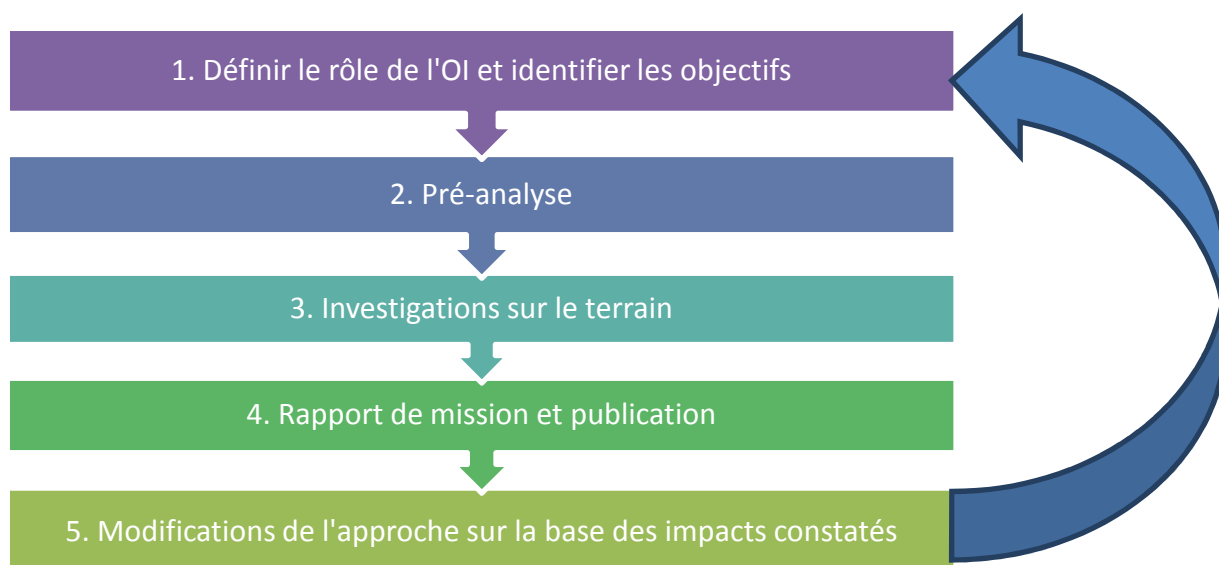 1. Définir le rôle de l'OI et identifier les objectifs
2. Pré-analyse
3. Investigations sur le terrain
4. Rapport de mission et publication
5. Modifications de l'approche sur la base des impacts constatés